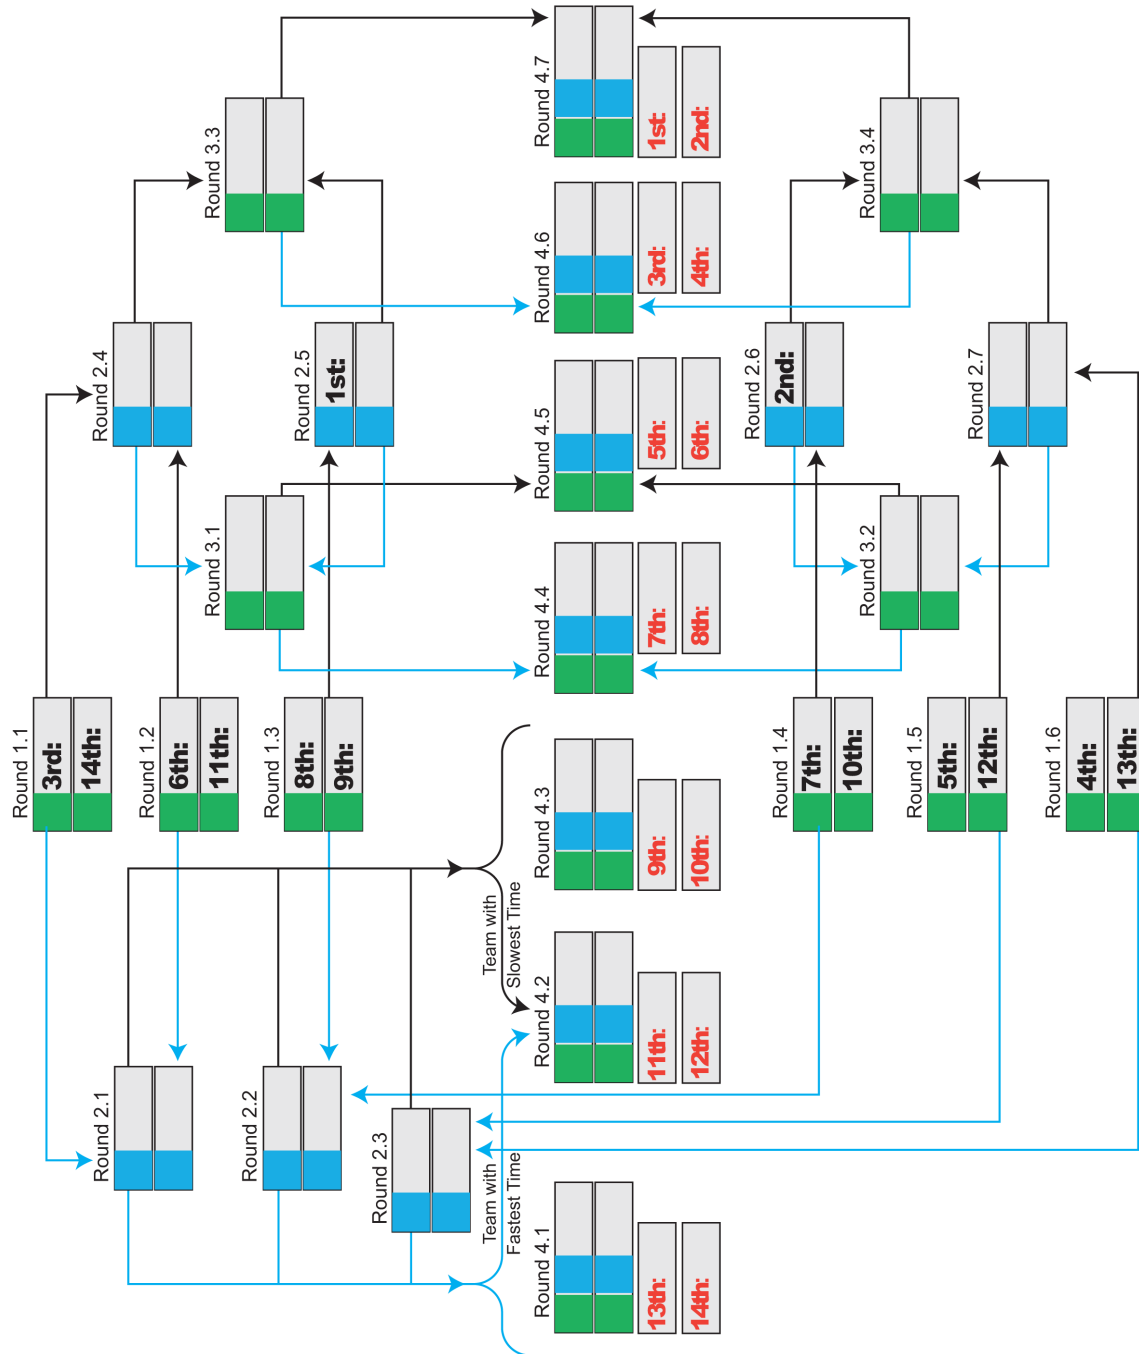 Round 1.1
3rd:
14th:
Round 1.2
6th:
11th:
Round 1.3
8th:
9th:
Round 1.4
7th:
10th:
Round 1.5
5th:
12th:
Round 1.6
4th:
13th:
Round 2.1
Round 2.2
Round 2.3
Round 2.4
Round 2.5
1st:
Round 2.6
2nd:
Round 2.7
Round 3.1
Round 3.2
Round 3.3
Round 3.4
Team with
Fastest Time
Team with
Slowest Time
Round 4.1
13th:
14th:
Round 4.2
11th:
12th:
Round 4.3
9th:
10th:
Round 4.4
7th:
8th:
Round 4.5
5th:
6th:
Round 4.6
3rd:
4th:
Round 4.7
1st:
2nd: